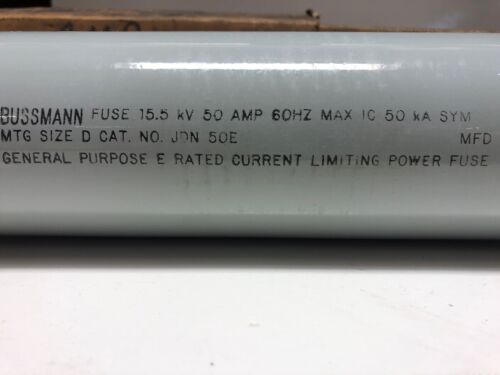 BUSSMANN FUSE 15.5 kV 50 AMP 60HZ MAX IC 50 kA SYM
MTG SIZE D CAT. NO. JDN 50E MFD
GENERAL PURPOSE E RATED CURRENT LIMITING POWER FUSE